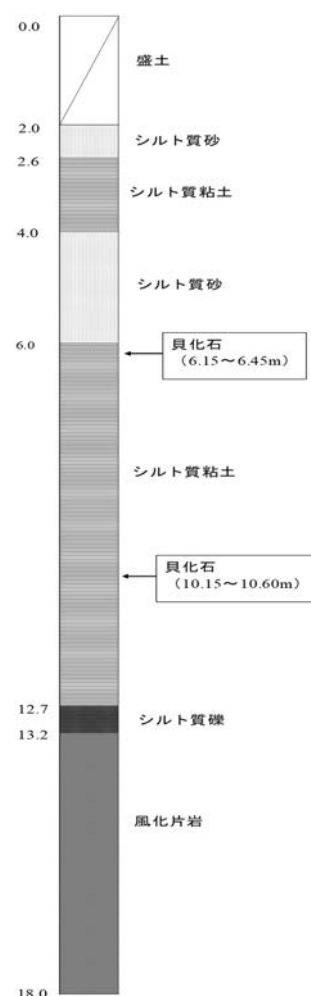 0.0
盛土
2.0
シルト質砂
2.6
シルト質粘土
4.0
シルト質砂
6.0
貝化石
（6.15～6.45m）
シルト質粘土
貝化石
（10.15～10.60m）
12.7
シルト質礫
13.2
風化片岩
18.0